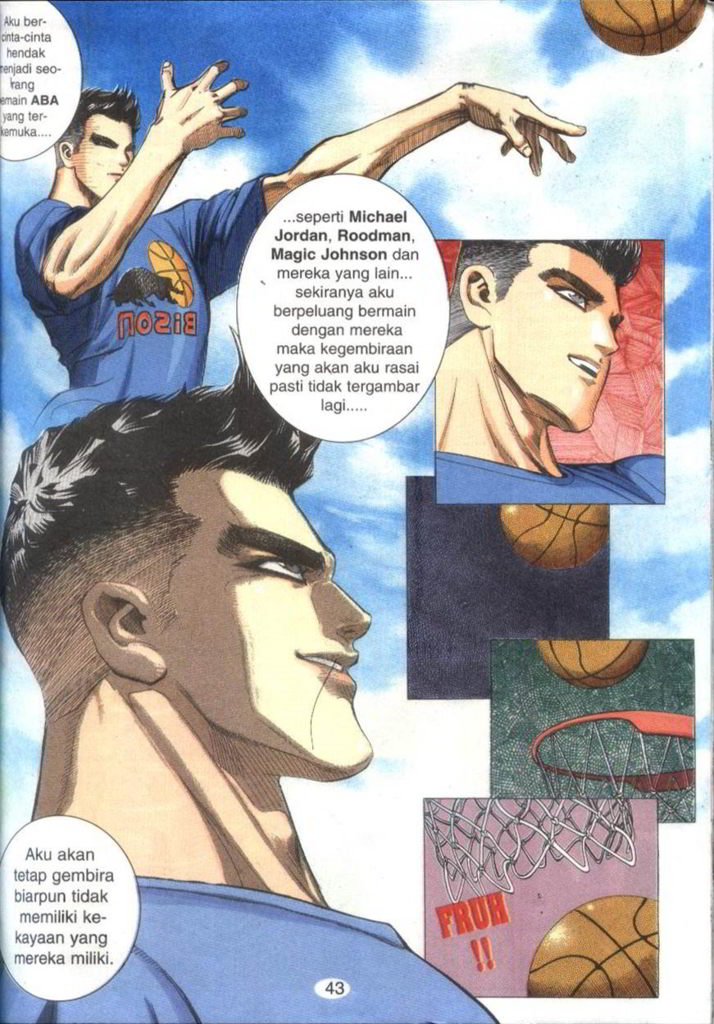 Aku ber-
cinta-cinta
hendak
menjadi seo-
rang
pemain ABA
yang ter-
kemuka....
...seperti Michael
Jordan, Roodman,
Magic Johnson dan
mereka yang lain...
sekiranya aku
berpeluang bermain
dengan mereka
maka kegembiraan
yang akan aku rasai
pasti tidak tergambar
lagi.....
BISON
Aku akan
tetap gembira
biarpun tidak
memiliki ke-
kayaan yang
mereka miliki.
FRUH
!!
43